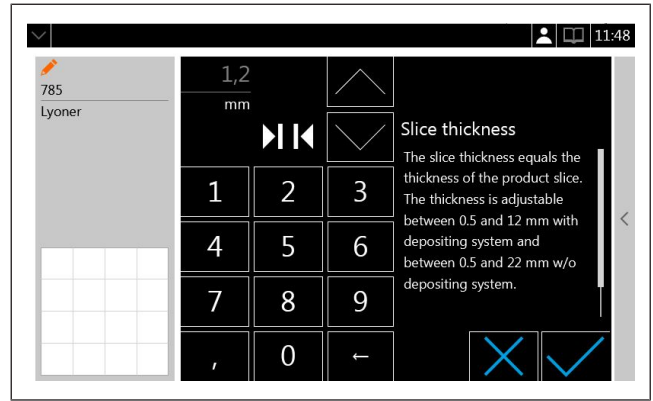 11:48
785
Lyoner
1,2
mm
1 2 3
4 5 6
7 8 9
, 0 ←
Slice thickness
The slice thickness equals the
thickness of the product slice.
The thickness is adjustable
between 0.5 and 12 mm with
depositing system and
between 0.5 and 22 mm w/o
depositing system.